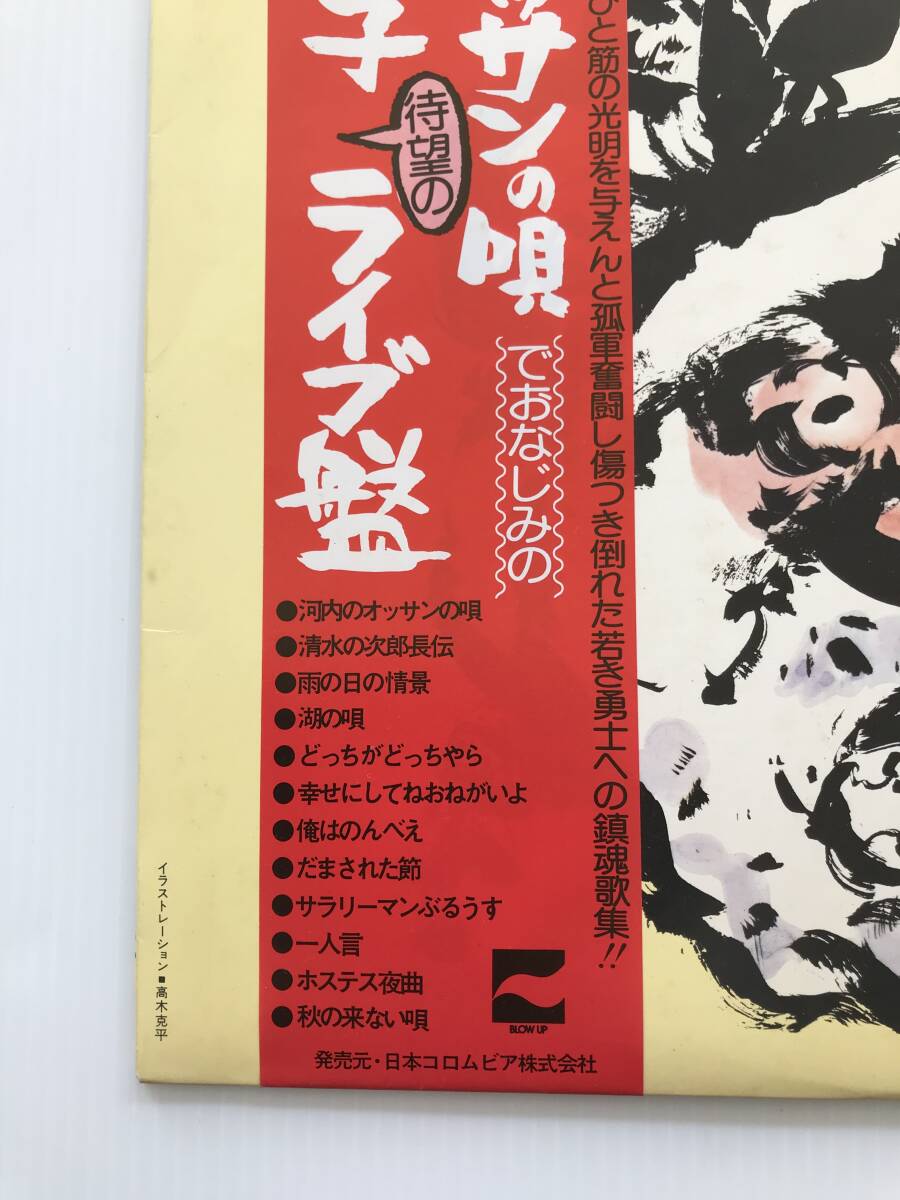 ひと筋の光明を与えんと孤軍奮闘し傷つき倒れた若き勇士への鎮魂歌集!!
ッサンの唄
でおなじみの
待望の
子 ライブ盤
●河内のオッサンの唄
●清水の次郎長伝
●雨の日の情景
●湖の唄
●どっちがどっちやら
●幸せにしてねおねがいよ
●俺はのんべえ
●だまされた節
●サラリーマンぶるうす
●一人言
●ホステス夜曲
●秋の来ない唄
BLOW UP
発売元・日本コロムビア株式会社
イラストレーション■高木克平